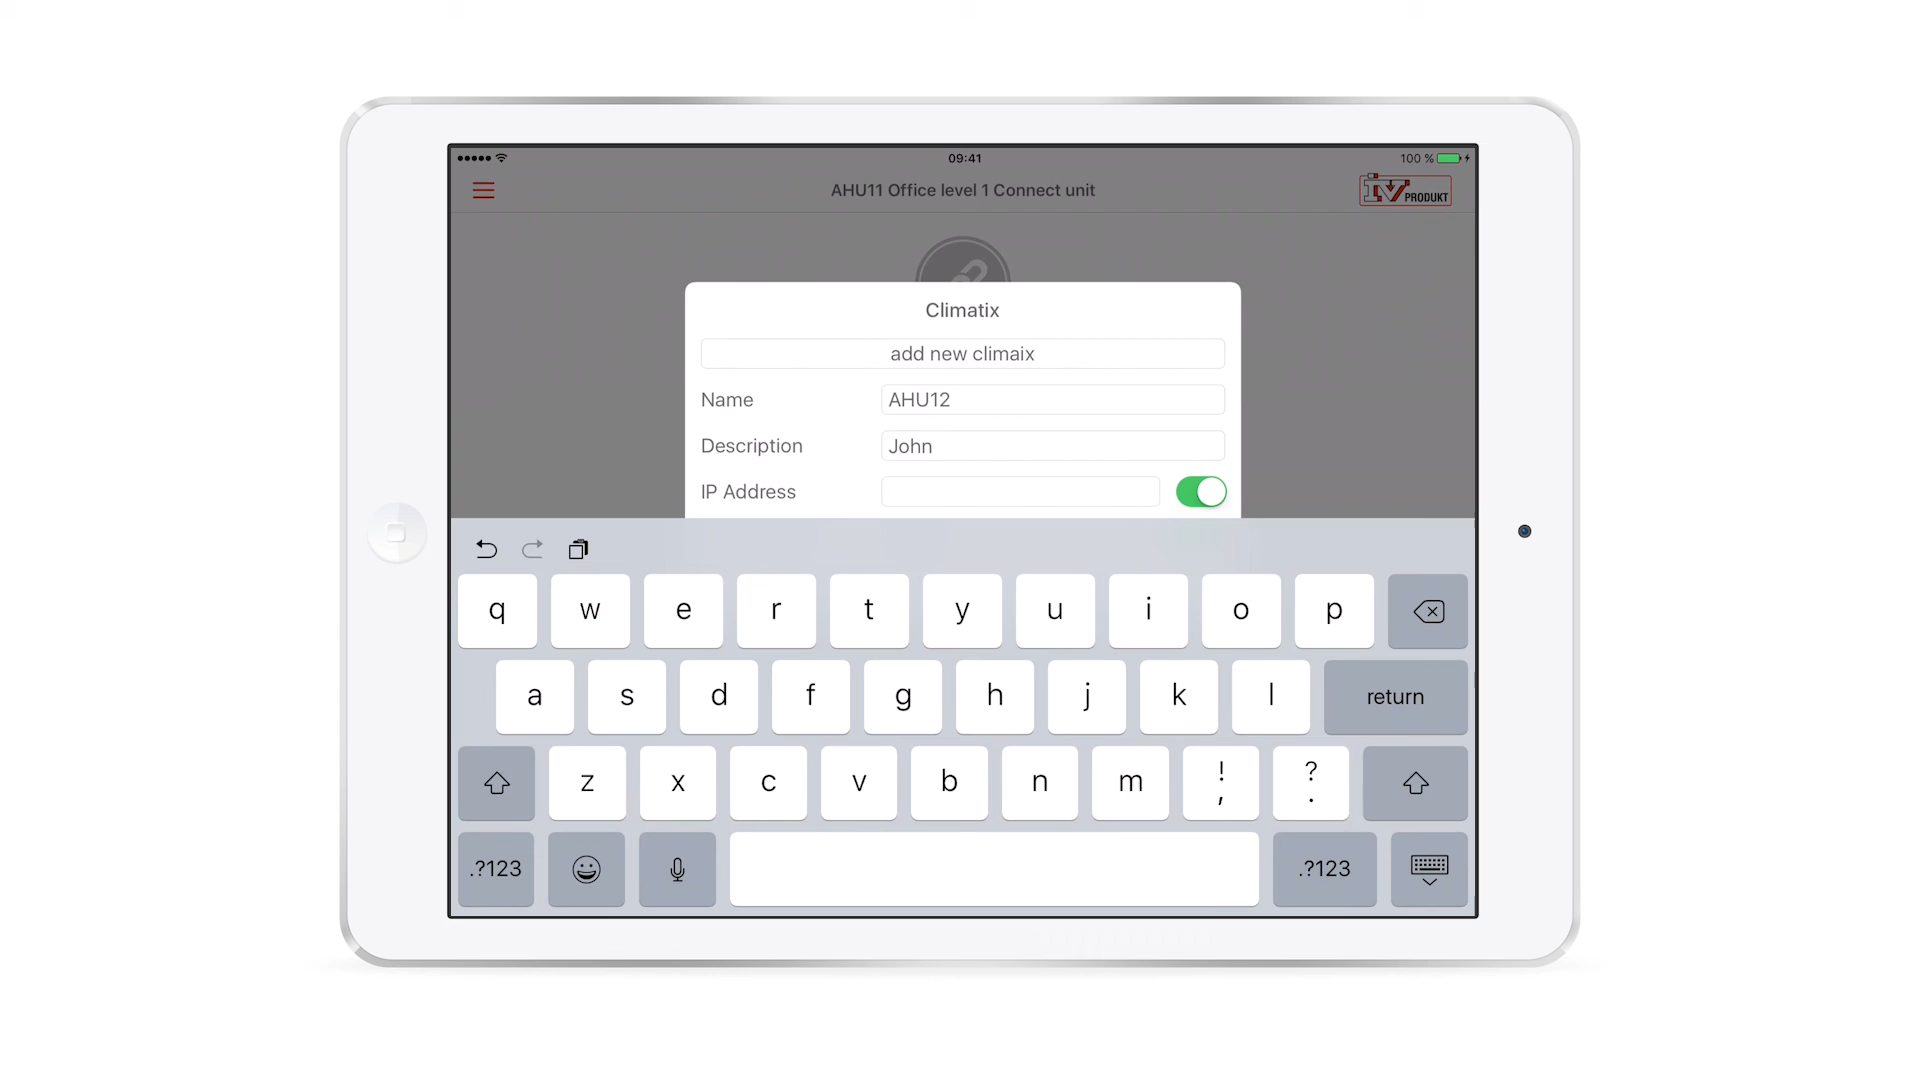 09:41
100 %
AHU11 Office level 1 Connect unit
IV PRODUKT
Climatix
add new climaix
Name
AHU12
Description
John
IP Address
q w e r t y u i o p
a s d f g h j k l return
z x c v b n m ! , ? .
.?123 .?123